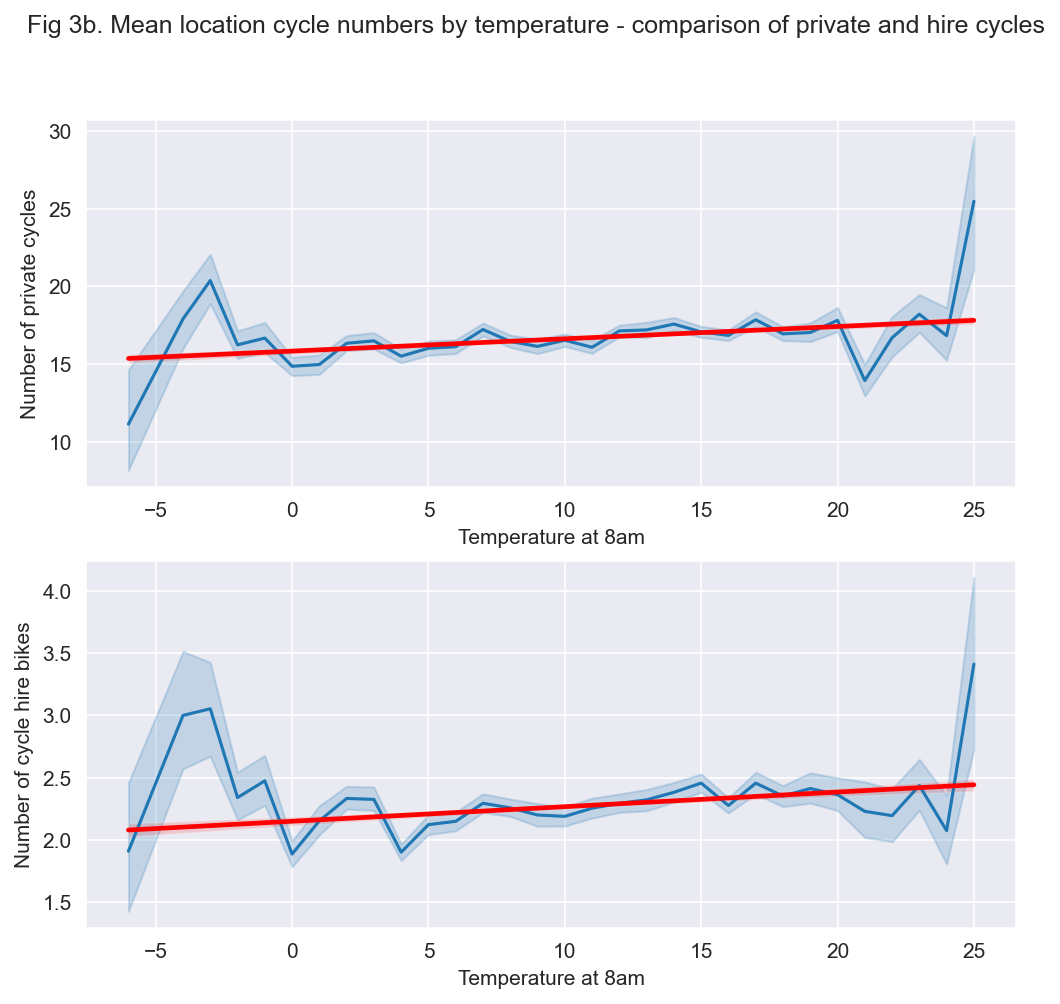 Fig 3b. Mean location cycle numbers by temperature - comparison of private and hire cycles
30
25
20
15
10
Number of private cycles
−5 0 5 10 15 20 25
Temperature at 8am
4.0
3.5
3.0
2.5
2.0
1.5
Number of cycle hire bikes
−5 0 5 10 15 20 25
Temperature at 8am